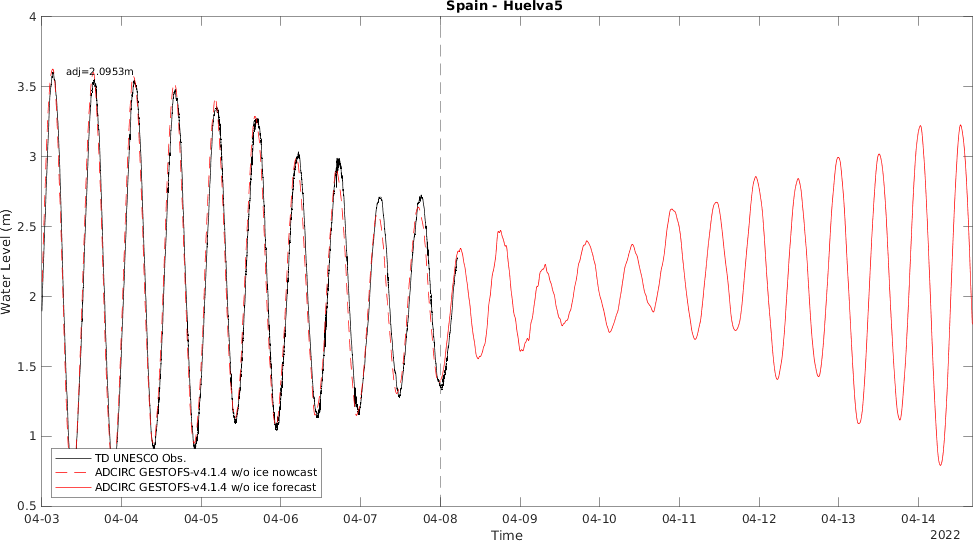 Spain - Huelva5
4
adj=2.0953m
3.5
3
2.5
2
1.5
1
0.5
Water Level (m)
TD UNESCO Obs.
ADCIRC GESTOFS-v4.1.4 w/o ice nowcast
ADCIRC GESTOFS-v4.1.4 w/o ice forecast
04-03 04-04 04-05 04-06 04-07 04-08 04-09 04-10 04-11 04-12 04-13 04-14
Time
2022